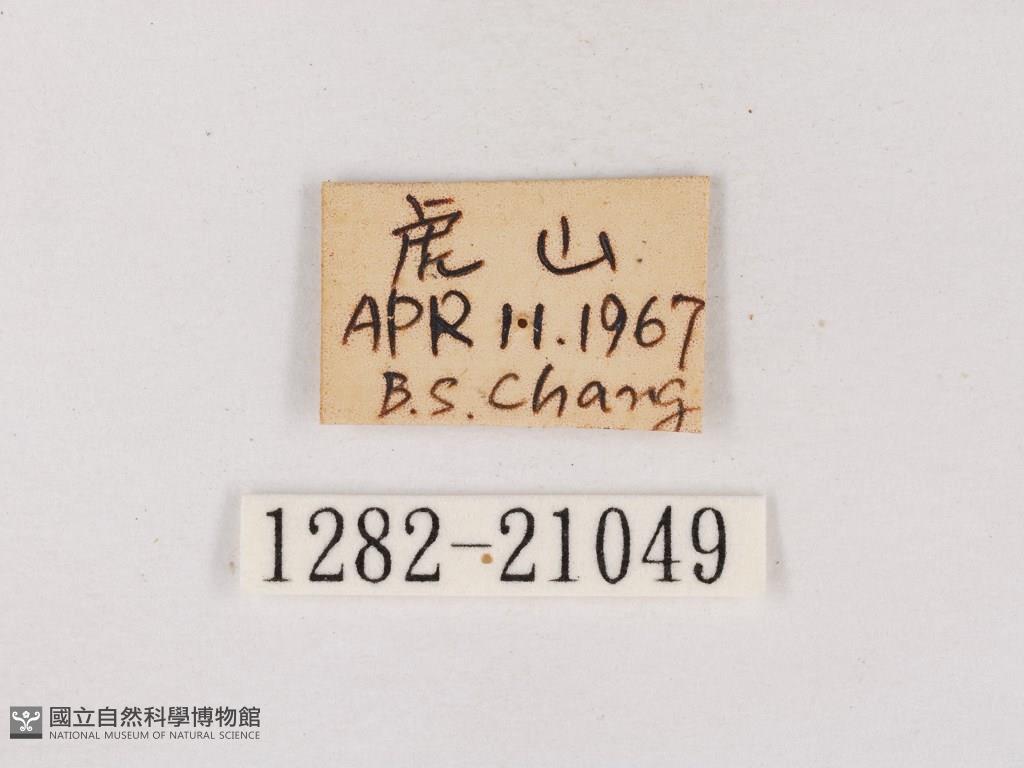 虎山
APR 11.1967
B.S. Chang
1282-21049
國立自然科學博物館
NATIONAL MUSEUM OF NATURAL SCIENCE